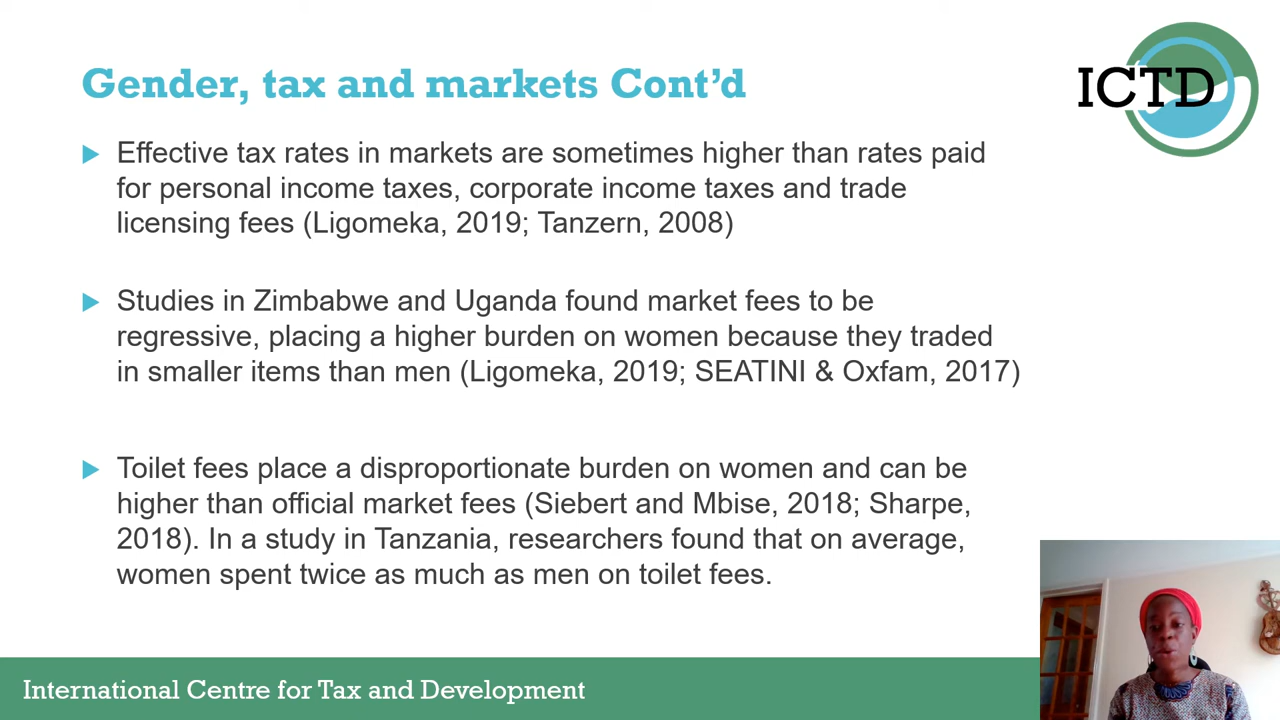 Gender, tax and markets Cont’d
ICTD
Effective tax rates in markets are sometimes higher than rates paid
for personal income taxes, corporate income taxes and trade
licensing fees (Ligomeka, 2019; Tanzern, 2008)
Studies in Zimbabwe and Uganda found market fees to be
regressive, placing a higher burden on women because they traded
in smaller items than men (Ligomeka, 2019; SEATINI & Oxfam, 2017)
Toilet fees place a disproportionate burden on women and can be
higher than official market fees (Siebert and Mbise, 2018; Sharpe,
2018). In a study in Tanzania, researchers found that on average,
women spent twice as much as men on toilet fees.
International Centre for Tax and Development